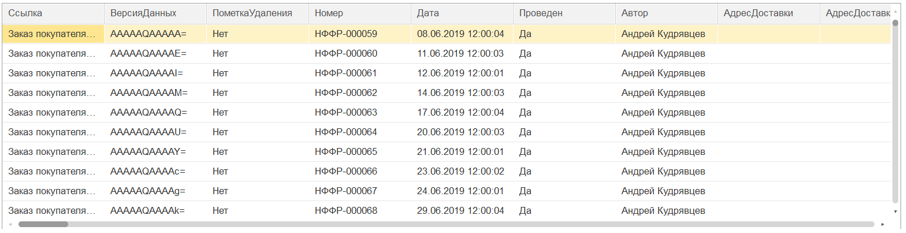 Ссылка ВерсияДанных ПометкаУдаления Номер Дата Проведен Автор АдресДоставки АдресДоставк
Заказ покупателя... AAAAAQAAAAA= Нет НФФР-000059 08.06.2019 12:00:04 Да Андрей Кудрявцев
Заказ покупателя... AAAAAQAAAAE= Нет НФФР-000060 11.06.2019 12:00:03 Да Андрей Кудрявцев
Заказ покупателя... AAAAAQAAAAI= Нет НФФР-000061 12.06.2019 12:00:01 Да Андрей Кудрявцев
Заказ покупателя... AAAAAQAAAAM= Нет НФФР-000062 14.06.2019 12:00:03 Да Андрей Кудрявцев
Заказ покупателя... AAAAAQAAAAQ= Нет НФФР-000063 17.06.2019 12:00:04 Да Андрей Кудрявцев
Заказ покупателя... AAAAAQAAAAU= Нет НФФР-000064 20.06.2019 12:00:03 Да Андрей Кудрявцев
Заказ покупателя... AAAAAQAAAAY= Нет НФФР-000065 21.06.2019 12:00:01 Да Андрей Кудрявцев
Заказ покупателя... AAAAAQAAAAc= Нет НФФР-000066 23.06.2019 12:00:02 Да Андрей Кудрявцев
Заказ покупателя... AAAAAQAAAAg= Нет НФФР-000067 24.06.2019 12:00:01 Да Андрей Кудрявцев
Заказ покупателя... AAAAAQAAAAk= Нет НФФР-000068 29.06.2019 12:00:04 Да Андрей Кудрявцев